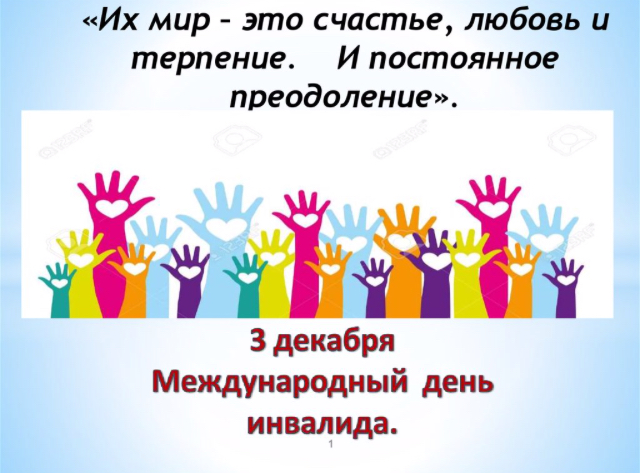 «Их мир – это счастье, любовь и
терпение. И постоянное
преодоление».
3 декабря
Международный день
инвалида.
1